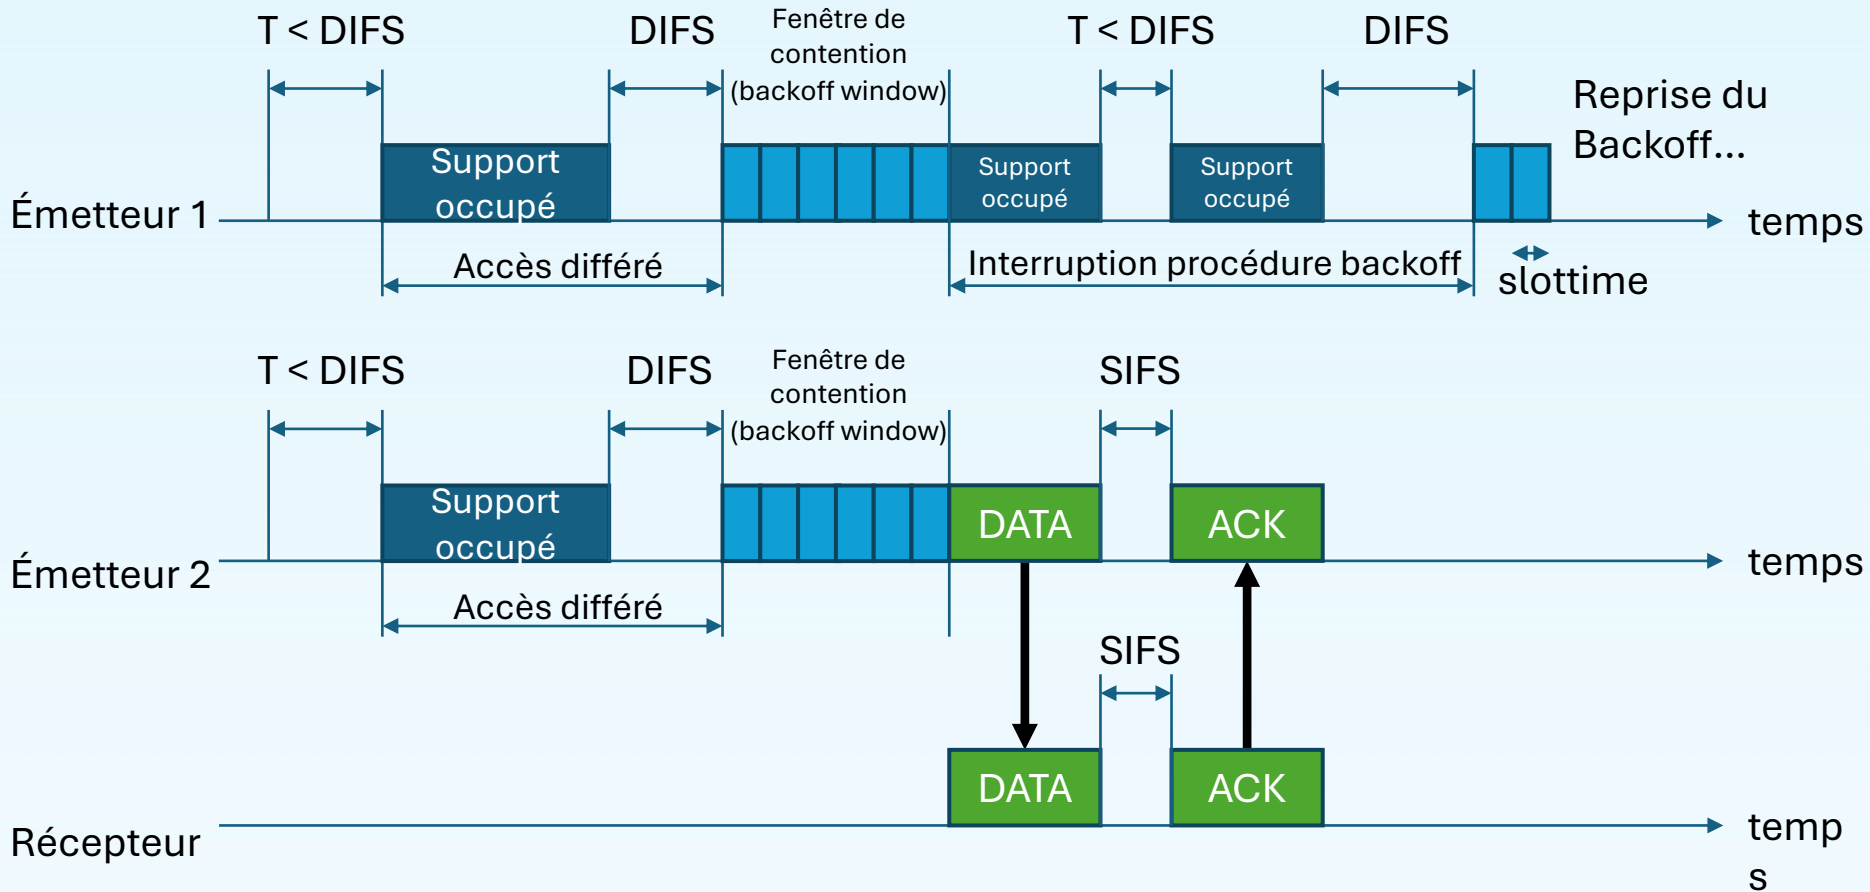 T < DIFS
DIFS
Fenêtre de
contention
(backoff window)
T < DIFS
DIFS
Reprise du
Backoff...
Support
occupé
Support
occupé
Support
occupé
Émetteur 1
temps
Accès différé
Interruption procédure backoff
slottime
T < DIFS
DIFS
Fenêtre de
contention
(backoff window)
SIFS
Support
occupé
DATA
ACK
Émetteur 2
temps
Accès différé
SIFS
DATA
ACK
Récepteur
temp
s